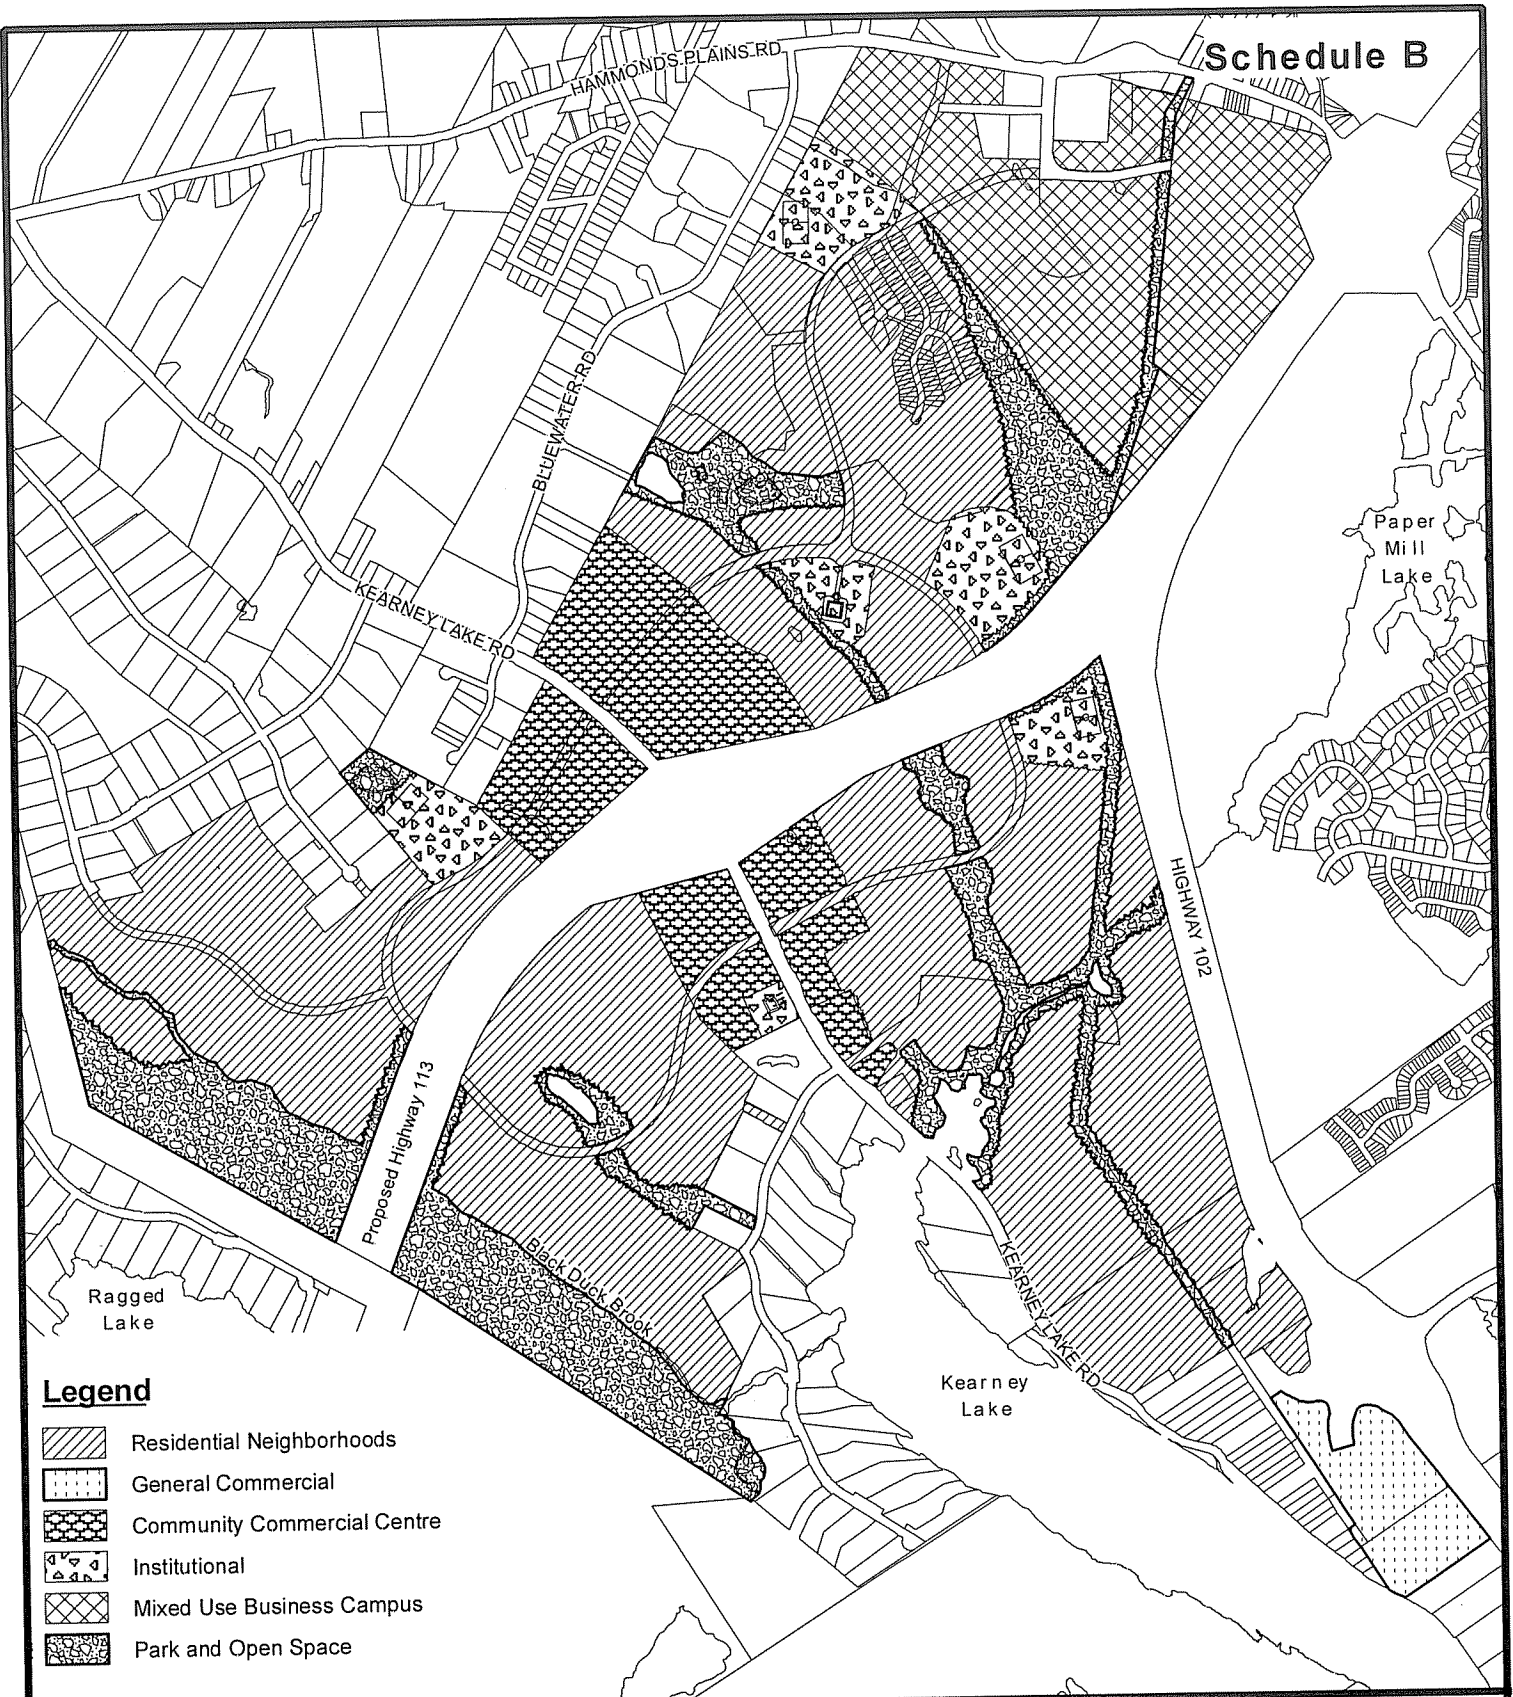 Schedule B
HAMMONDS PLAINS RD
BLUEWATER RD
Paper
Mill
Lake
KEARNEY LAKE RD
HIGHWAY 102
Proposed Highway 113
Black Duck Brook
KEARNEY LAKE RD
Ragged
Lake
Kearney
Lake
Legend
Residential Neighborhoods
General Commercial
Community Commercial Centre
Institutional
Mixed Use Business Campus
Park and Open Space